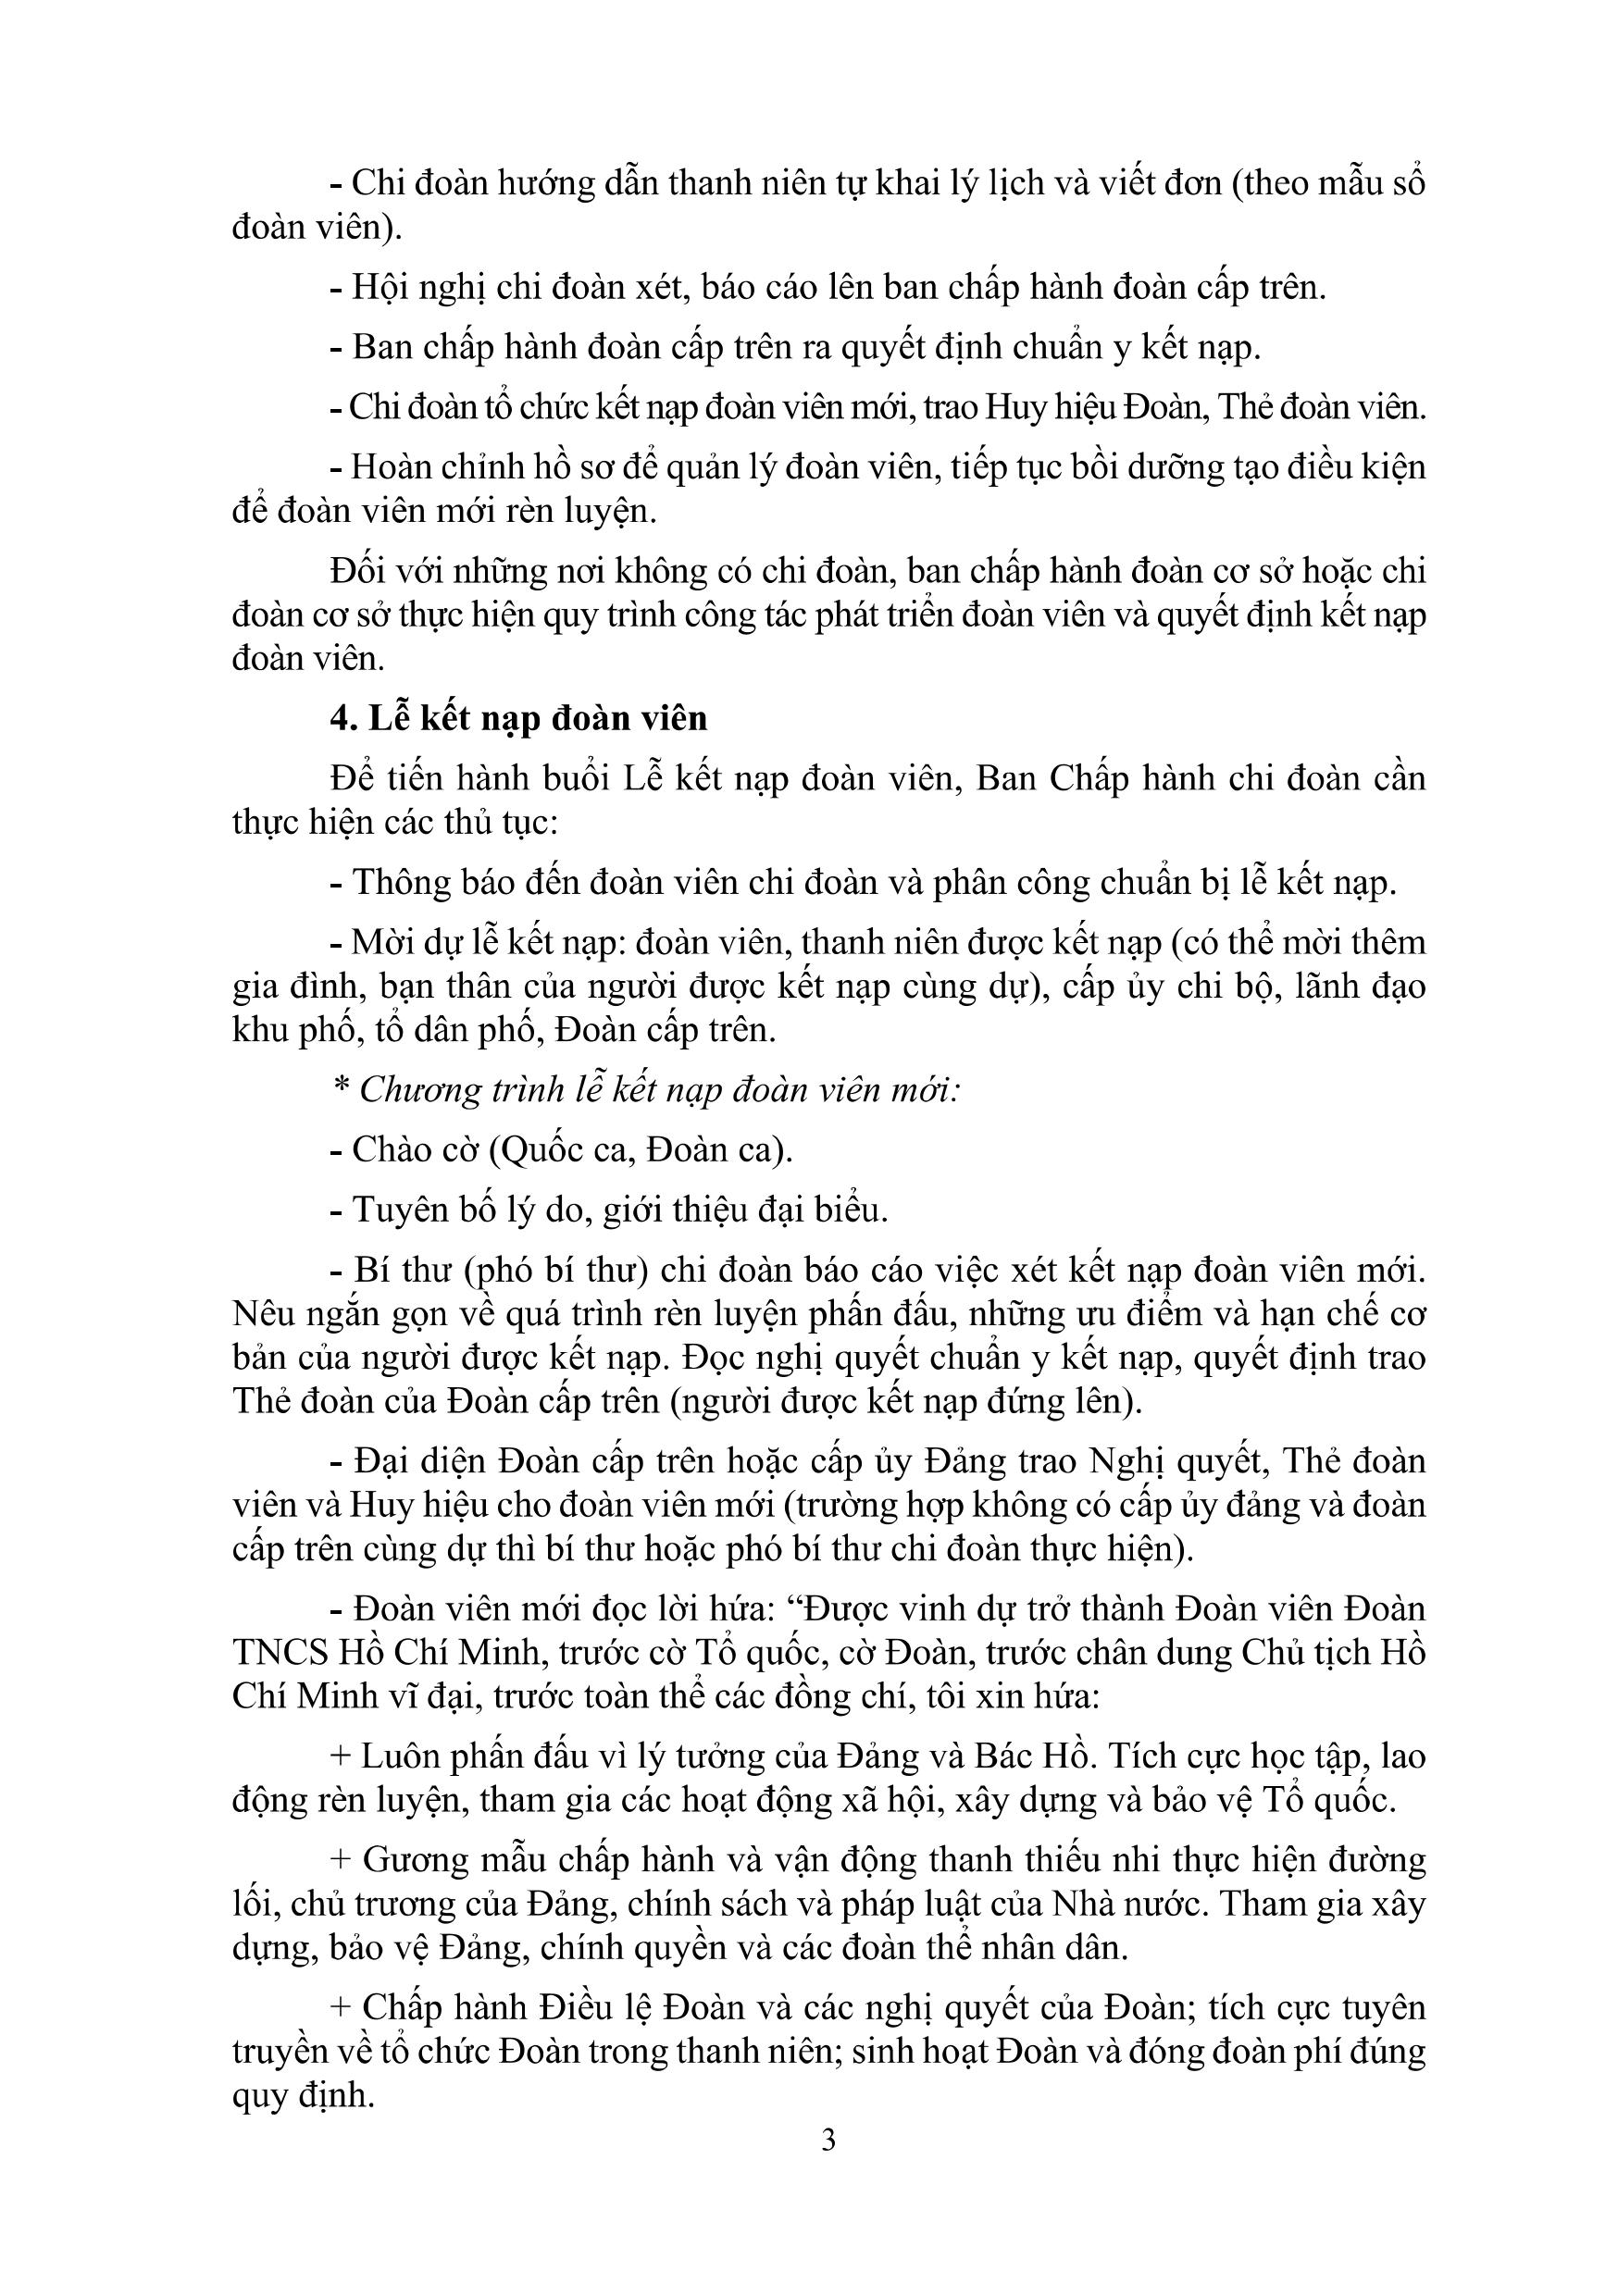 - Chi đoàn hướng dẫn thanh niên tự khai lý lịch và viết đơn (theo mẫu sổ
đoàn viên).
- Hội nghị chi đoàn xét, báo cáo lên ban chấp hành đoàn cấp trên.
- Ban chấp hành đoàn cấp trên ra quyết định chuẩn y kết nạp.
- Chi đoàn tổ chức kết nạp đoàn viên mới, trao Huy hiệu Đoàn, Thẻ đoàn viên.
- Hoàn chỉnh hồ sơ để quản lý đoàn viên, tiếp tục bồi dưỡng tạo điều kiện
để đoàn viên mới rèn luyện.
Đối với những nơi không có chi đoàn, ban chấp hành đoàn cơ sở hoặc chi
đoàn cơ sở thực hiện quy trình công tác phát triển đoàn viên và quyết định kết nạp
đoàn viên.
4. Lễ kết nạp đoàn viên
Để tiến hành buổi Lễ kết nạp đoàn viên, Ban Chấp hành chi đoàn cần
thực hiện các thủ tục:
- Thông báo đến đoàn viên chi đoàn và phân công chuẩn bị lễ kết nạp.
- Mời dự lễ kết nạp: đoàn viên, thanh niên được kết nạp (có thể mời thêm
gia đình, bạn thân của người được kết nạp cùng dự), cấp ủy chi bộ, lãnh đạo
khu phố, tổ dân phố, Đoàn cấp trên.
* Chương trình lễ kết nạp đoàn viên mới:
- Chào cờ (Quốc ca, Đoàn ca).
- Tuyên bố lý do, giới thiệu đại biểu.
- Bí thư (phó bí thư) chi đoàn báo cáo việc xét kết nạp đoàn viên mới.
Nêu ngắn gọn về quá trình rèn luyện phấn đấu, những ưu điểm và hạn chế cơ
bản của người được kết nạp. Đọc nghị quyết chuẩn y kết nạp, quyết định trao
Thẻ đoàn của Đoàn cấp trên (người được kết nạp đứng lên).
- Đại diện Đoàn cấp trên hoặc cấp ủy Đảng trao Nghị quyết, Thẻ đoàn
viên và Huy hiệu cho đoàn viên mới (trường hợp không có cấp ủy đảng và đoàn
cấp trên cùng dự thì bí thư hoặc phó bí thư chi đoàn thực hiện).
- Đoàn viên mới đọc lời hứa: “Được vinh dự trở thành Đoàn viên Đoàn
TNCS Hồ Chí Minh, trước cờ Tổ quốc, cờ Đoàn, trước chân dung Chủ tịch Hồ
Chí Minh vĩ đại, trước toàn thể các đồng chí, tôi xin hứa:
+ Luôn phấn đấu vì lý tưởng của Đảng và Bác Hồ. Tích cực học tập, lao
động rèn luyện, tham gia các hoạt động xã hội, xây dựng và bảo vệ Tổ quốc.
+ Gương mẫu chấp hành và vận động thanh thiếu nhi thực hiện đường
lối, chủ trương của Đảng, chính sách và pháp luật của Nhà nước. Tham gia xây
dựng, bảo vệ Đảng, chính quyền và các đoàn thể nhân dân.
+ Chấp hành Điều lệ Đoàn và các nghị quyết của Đoàn; tích cực tuyên
truyền về tổ chức Đoàn trong thanh niên; sinh hoạt Đoàn và đóng đoàn phí đúng
quy định.
3